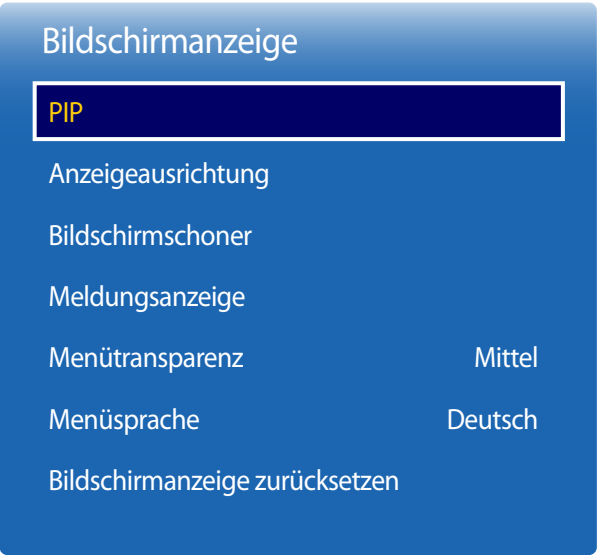 Bildschirmanzeige
PIP
Anzeigeausrichtung
Bildschirmschoner
Meldungsanzeige
Menütransparenz Mittel
Menüsprache Deutsch
Bildschirmanzeige zurücksetzen